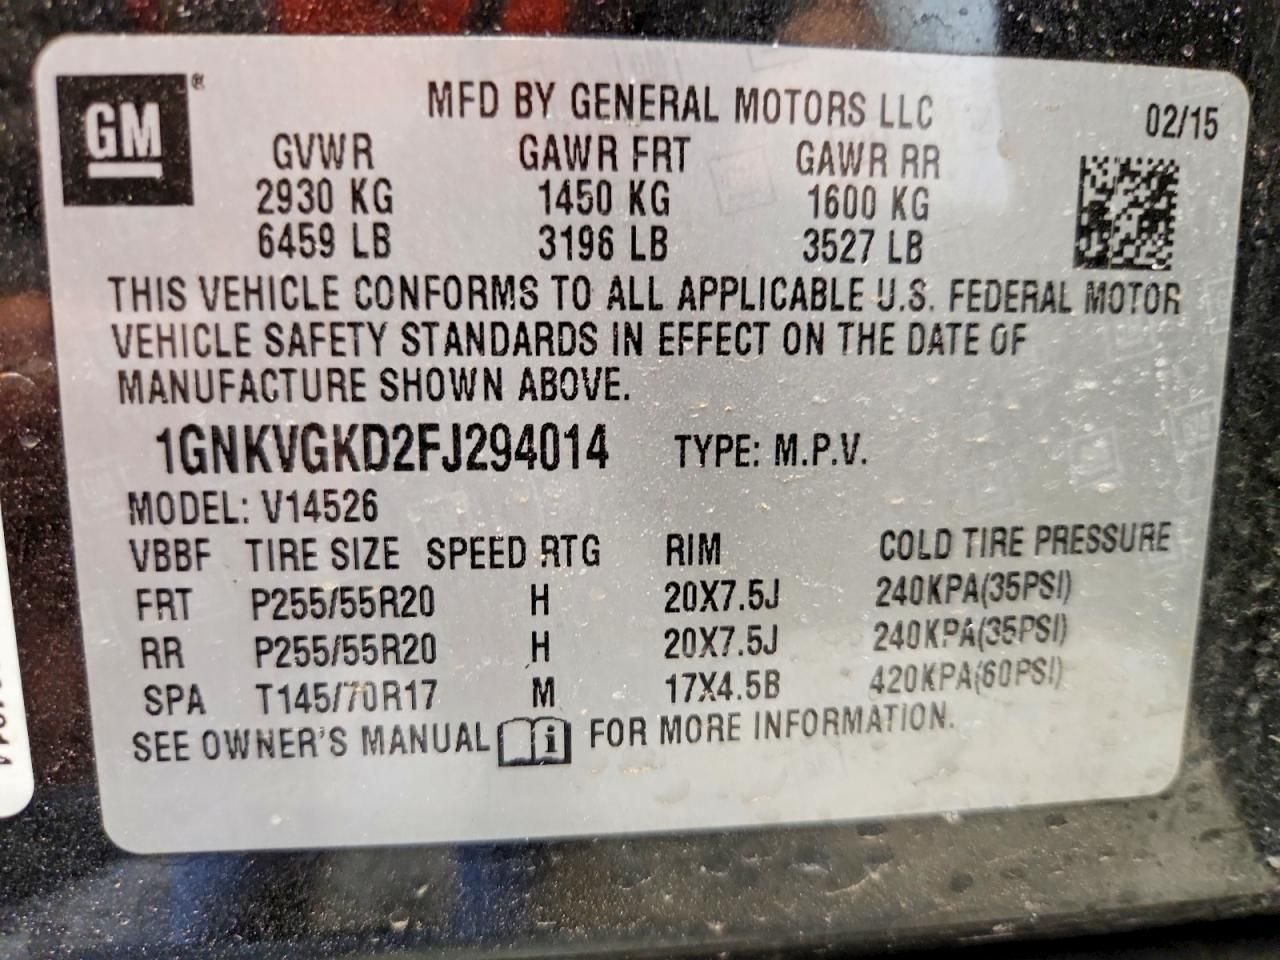 GM ®
MFD BY GENERAL MOTORS LLC 02/15
GVWR GAWR FRT GAWR RR
2930 KG 1450 KG 1600 KG
6459 LB 3196 LB 3527 LB
THIS VEHICLE CONFORMS TO ALL APPLICABLE U.S. FEDERAL MOTOR
VEHICLE SAFETY STANDARDS IN EFFECT ON THE DATE OF
MANUFACTURE SHOWN ABOVE.
1GNKVGKD2FJ294014 TYPE: M.P.V.
MODEL: V14526
VBBF TIRE SIZE SPEED RTG RIM COLD TIRE PRESSURE
FRT P255/55R20 H 20X7.5J 240KPA(35PSI)
RR P255/55R20 H 20X7.5J 240KPA(35PSI)
SPA T145/70R17 M 17X4.5B 420KPA(60PSI)
SEE OWNER'S MANUAL i FOR MORE INFORMATION.